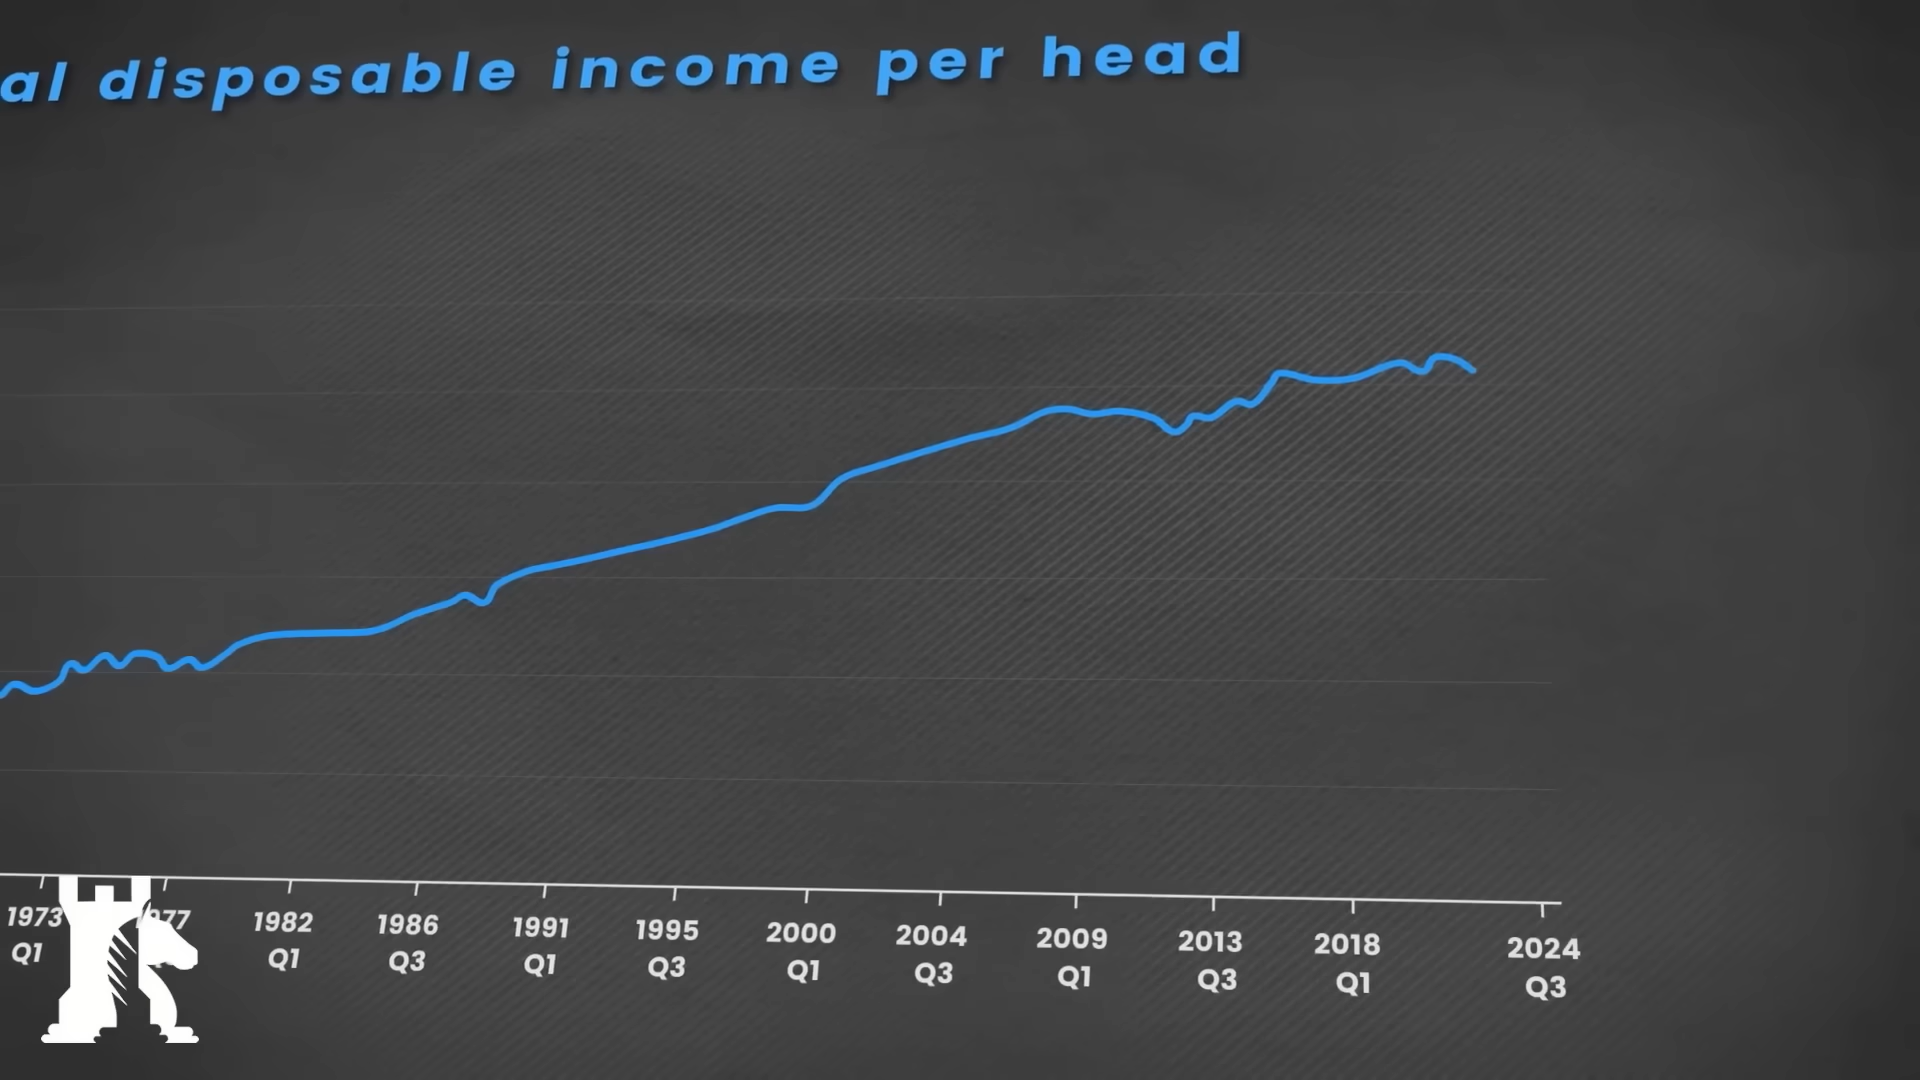 al disposable income per head
1973 1982 1986 1991 1995 2000 2004 2009 2013 2018 2024
Q1 Q1 Q3 Q1 Q3 Q1 Q3 Q1 Q3 Q1 Q3